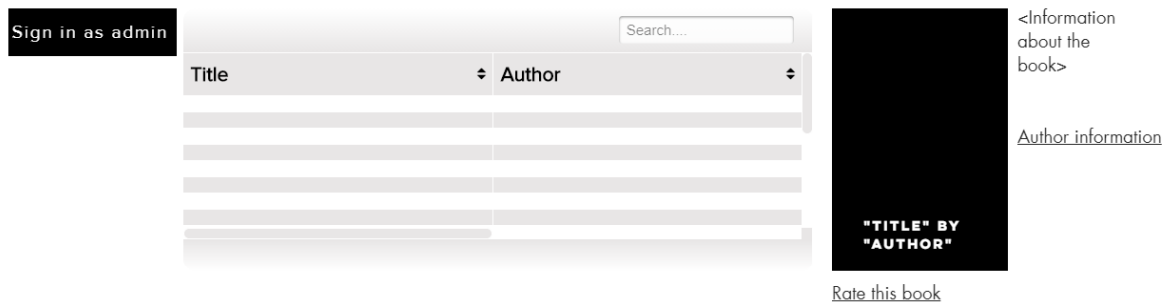 Sign in as admin
Search....
Title
Author
"TITLE" BY
"AUTHOR"
Rate this book
<Information
about the
book>
Author information